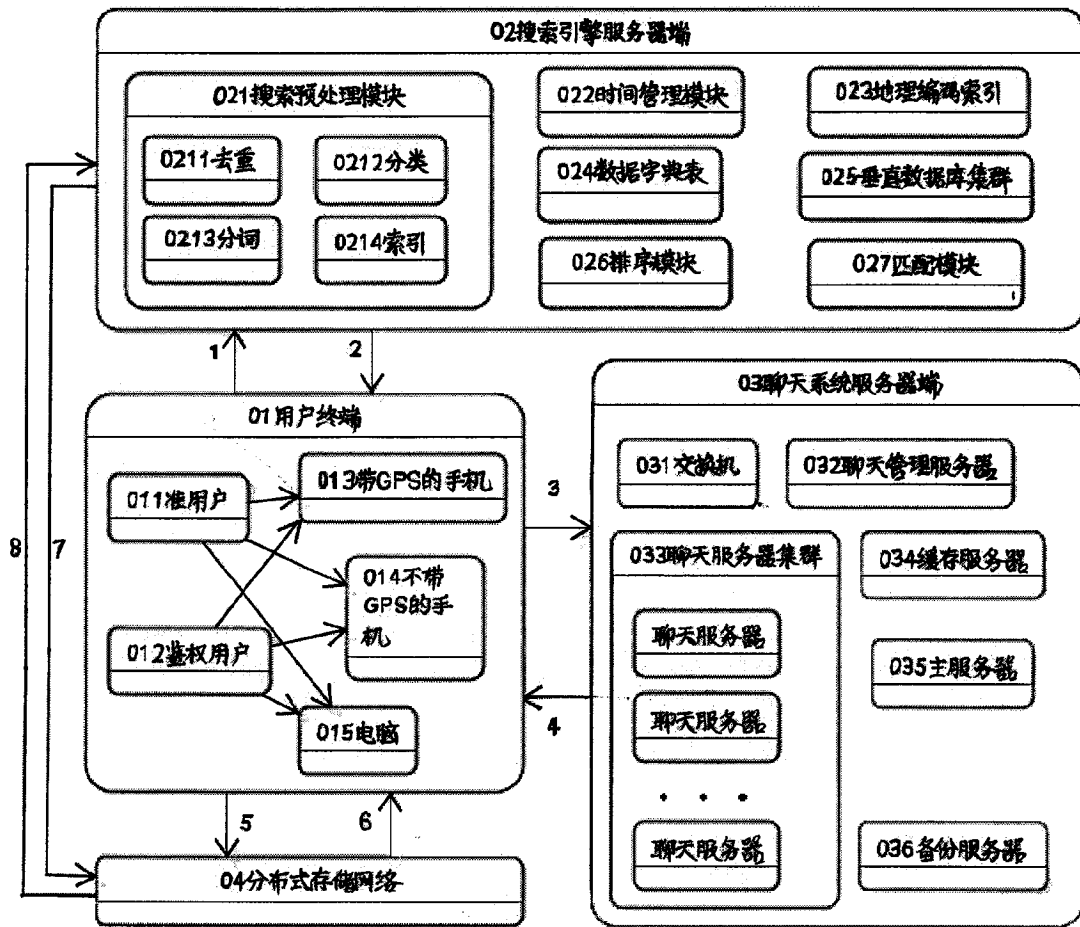 02搜索引擎服务器端
021搜索预处理模块
022时间管理模块
023地理编码索引
0211去重
0212分类
024数据字典表
025垂直数据库集群
0213分词
0214索引
026排序模块
027匹配模块
1
2
01用户终端
03聊天系统服务器端
013带GPS的手机
011准用户
031交换机
032聊天管理服务器
3
8
7
033聊天服务器集群
034缓存服务器
014不带
GPS的手
机
012鉴权用户
聊天服务器
035主服务器
4
聊天服务器
015电脑
• • •
5
6
聊天服务器
036备份服务器
04分布式存储网络